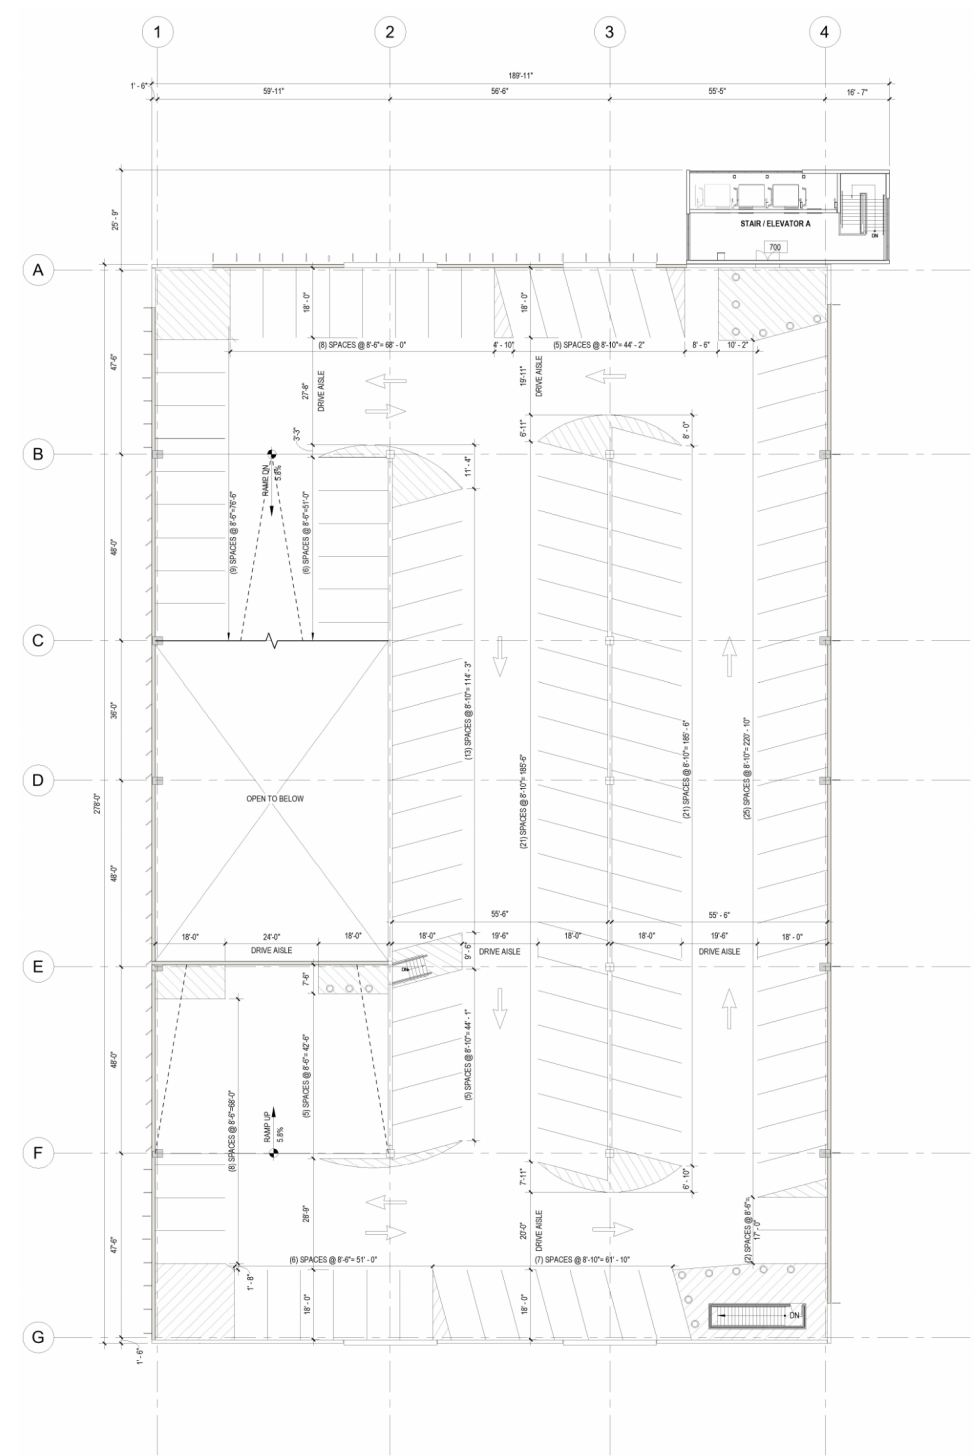 1
2
3
4
189'-11"
1' - 6"
59'-11"
56'-6"
55'-5"
16' - 7"
25' - 9"
STAIR / ELEVATOR A
DN
700
A
18' - 0"
18' - 0"
(8) SPACES @ 8'-6"= 68' - 0"
4' - 10"
(5) SPACES @ 8'-10"= 44' - 2"
8' - 6"
10' - 2"
47'-6"
27'-8"
DRIVE AISLE
19'-11"
DRIVE AISLE
3'-3"
6'-11"
8' - 0"
B
RAMP DN
5.8%
11' - 4"
(9) SPACES @ 8'-6"=76'-6"
(6) SPACES @ 8'-6"=51'-0"
48'-0"
C
(13) SPACES @ 8'-10"= 114' - 3"
36'-0"
(21) SPACES @ 8'-10"= 185'-6"
(21) SPACES @ 8'-10"= 185' - 6"
(25) SPACES @ 8'-10"= 220' - 10"
D
278'-0"
OPEN TO BELOW
48'-0"
55'-6"
55' - 6"
18'-0"
24'-0"
18'-0"
18'-0"
19'-6"
18'-0"
18'-0"
19'-6"
18' - 0"
DRIVE AISLE
9' - 6"
DRIVE AISLE
DRIVE AISLE
E
DN
7'-6"
48'-0"
(8) SPACES @ 8'-6"=68'-0"
(5) SPACES @ 8'-6"= 42'-6"
(5) SPACES @ 8'-10"= 44' - 1"
RAMP UP
5.8%
F
7'-11"
6' - 10"
28'-9"
20'-0"
DRIVE AISLE
(2) SPACES @ 8'-6"=
17' - 0"
47'-6"
(6) SPACES @ 8'-6"= 51' - 0"
(7) SPACES @ 8'-10"= 61' - 10"
1' - 8"
18' - 0"
18' - 0"
DN
G
1' - 6"